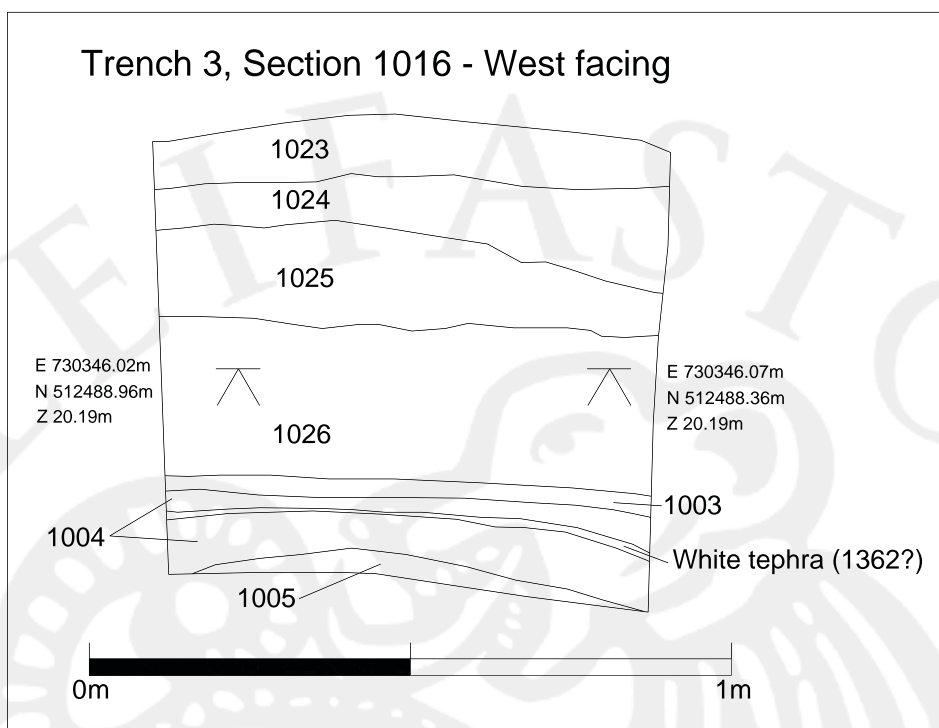 Trench 3, Section 1016 - West facing
1023
1024
1025
E 730346.02m
N 512488.96m
Z 20.19m
E 730346.07m
N 512488.36m
Z 20.19m
1026
1003
1004
White tephra (1362?)
1005
0m
1m